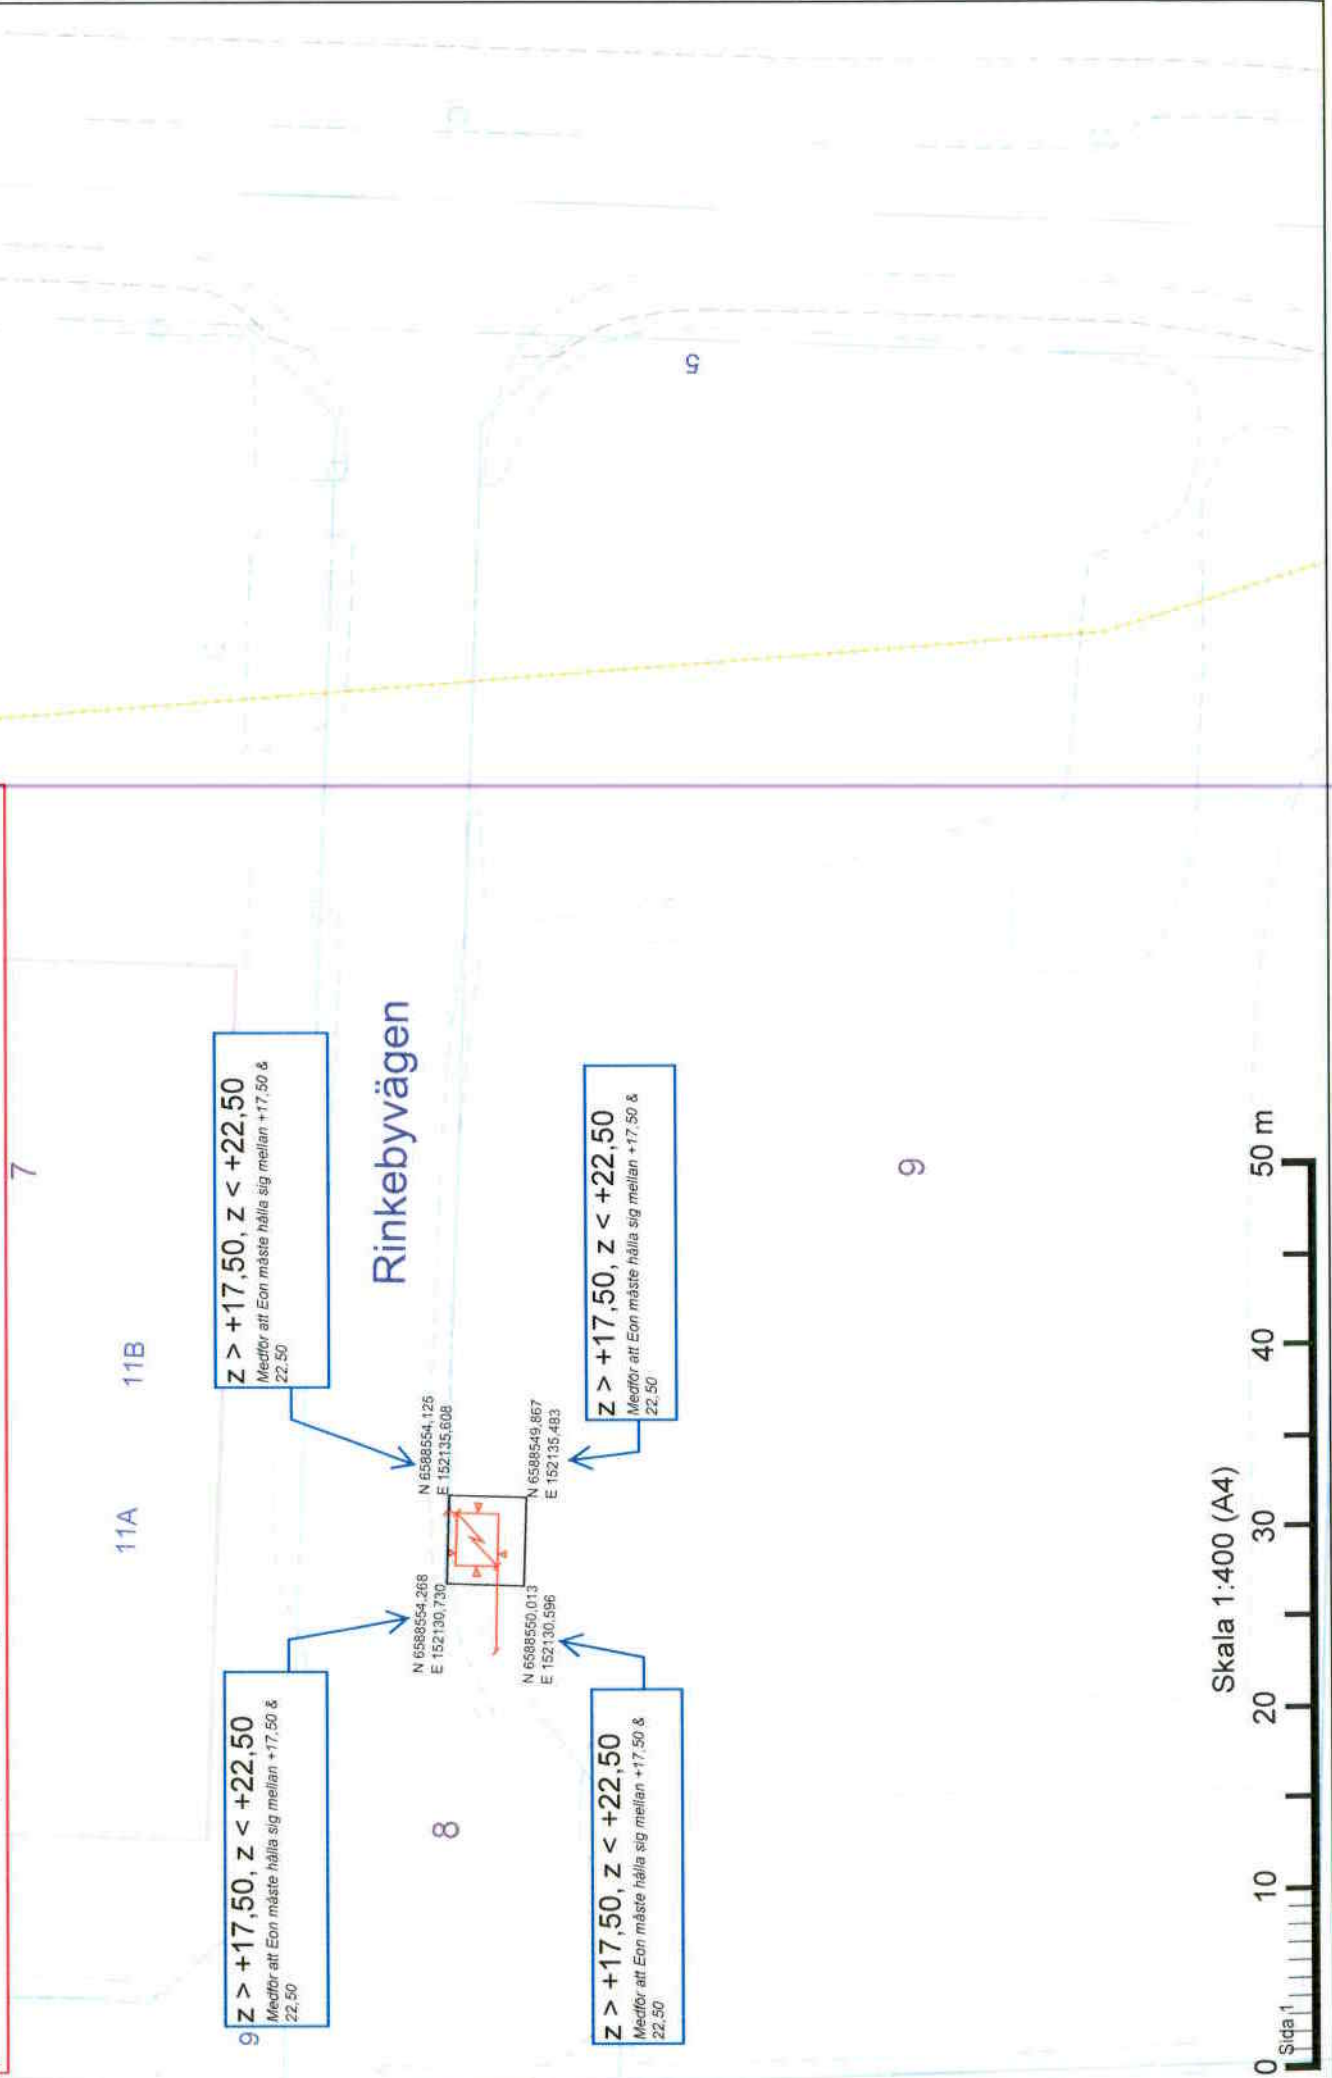 7
11A
11B
9
z > +17,50, z < +22,50
Medför att Eon måste hålla sig mellan +17,50 &
22,50
z > +17,50, z < +22,50
Medför att Eon måste hålla sig mellan +17,50 &
22.50
Rinkebyvägen
5
8
N 6588554,268
E 152130,730
N 6588554,125
E 152135,608
N 6588550,013
E 152130,596
N 6588549,867
E 152135,483
z > +17,50, z < +22,50
Medför att Eon måste hålla sig mellan +17,50 &
22,50
z > +17,50, z < +22,50
Medför att Eon måste hålla sig mellan +17,50 &
22,50
9
Skala 1:400 (A4)
0 10 20 30 40 50 m
Sida 1